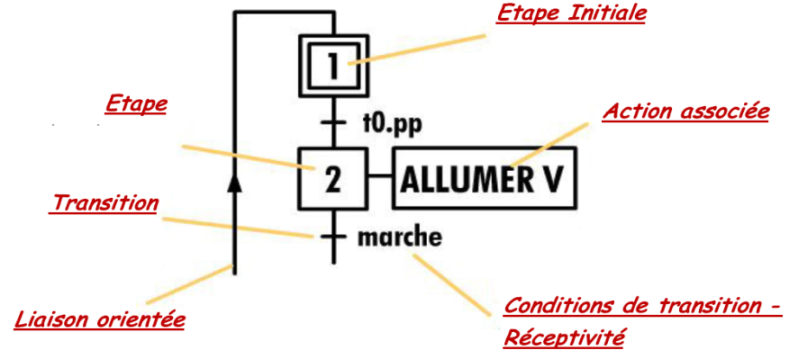 Etape Initiale
1
Etape
t0.pp
Action associée
2
ALLUMER V
Transition
marche
Liaison orientée
Conditions de transition -
Réceptivité